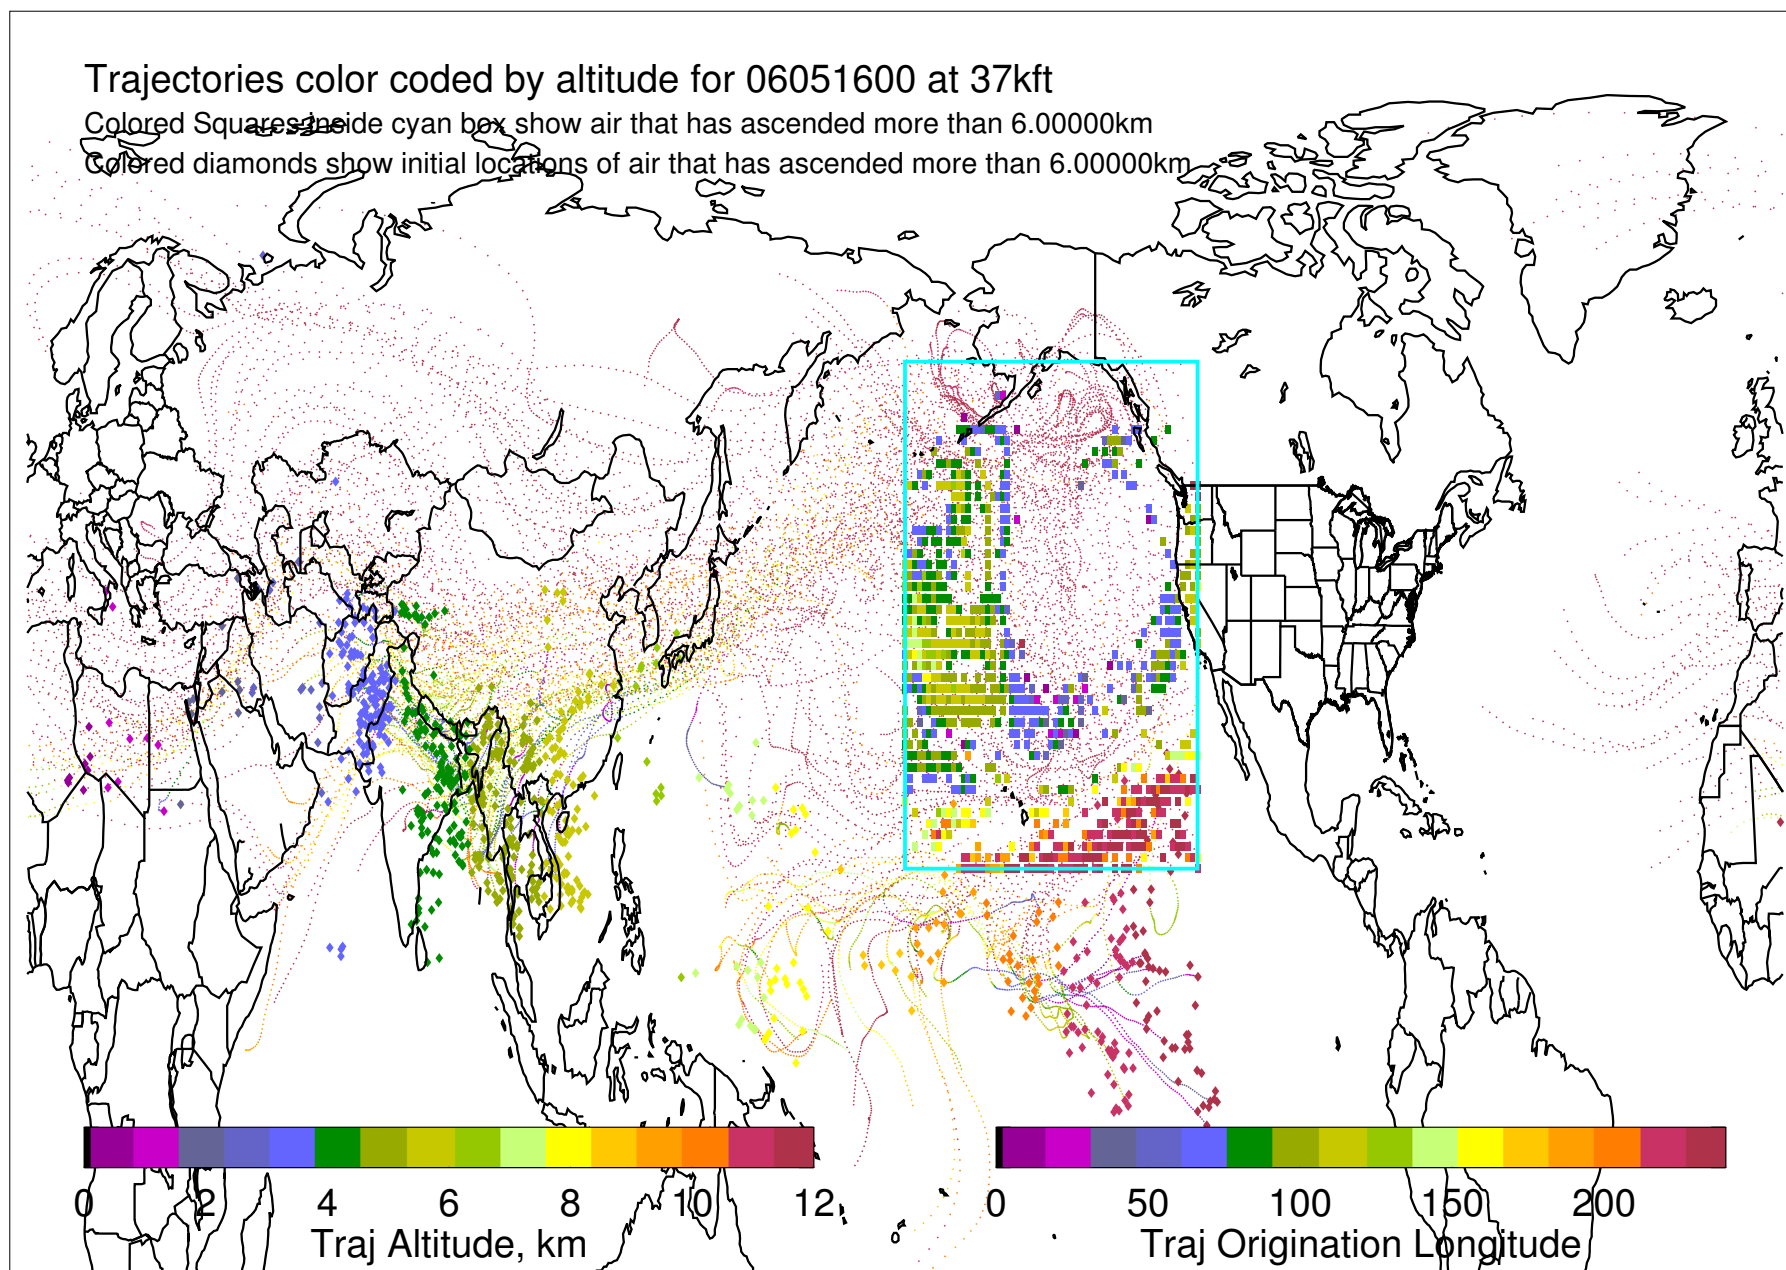 Trajectories color coded by altitude for 06051600 at 37kft
Colored Squares inside cyan box show air that has ascended more than 6.00000km
Colored diamonds show initial locations of air that has ascended more than 6.00000km
0 2 4 6 8 10 12
Traj Altitude, km
0 50 100 150 200
Traj Origination Longitude